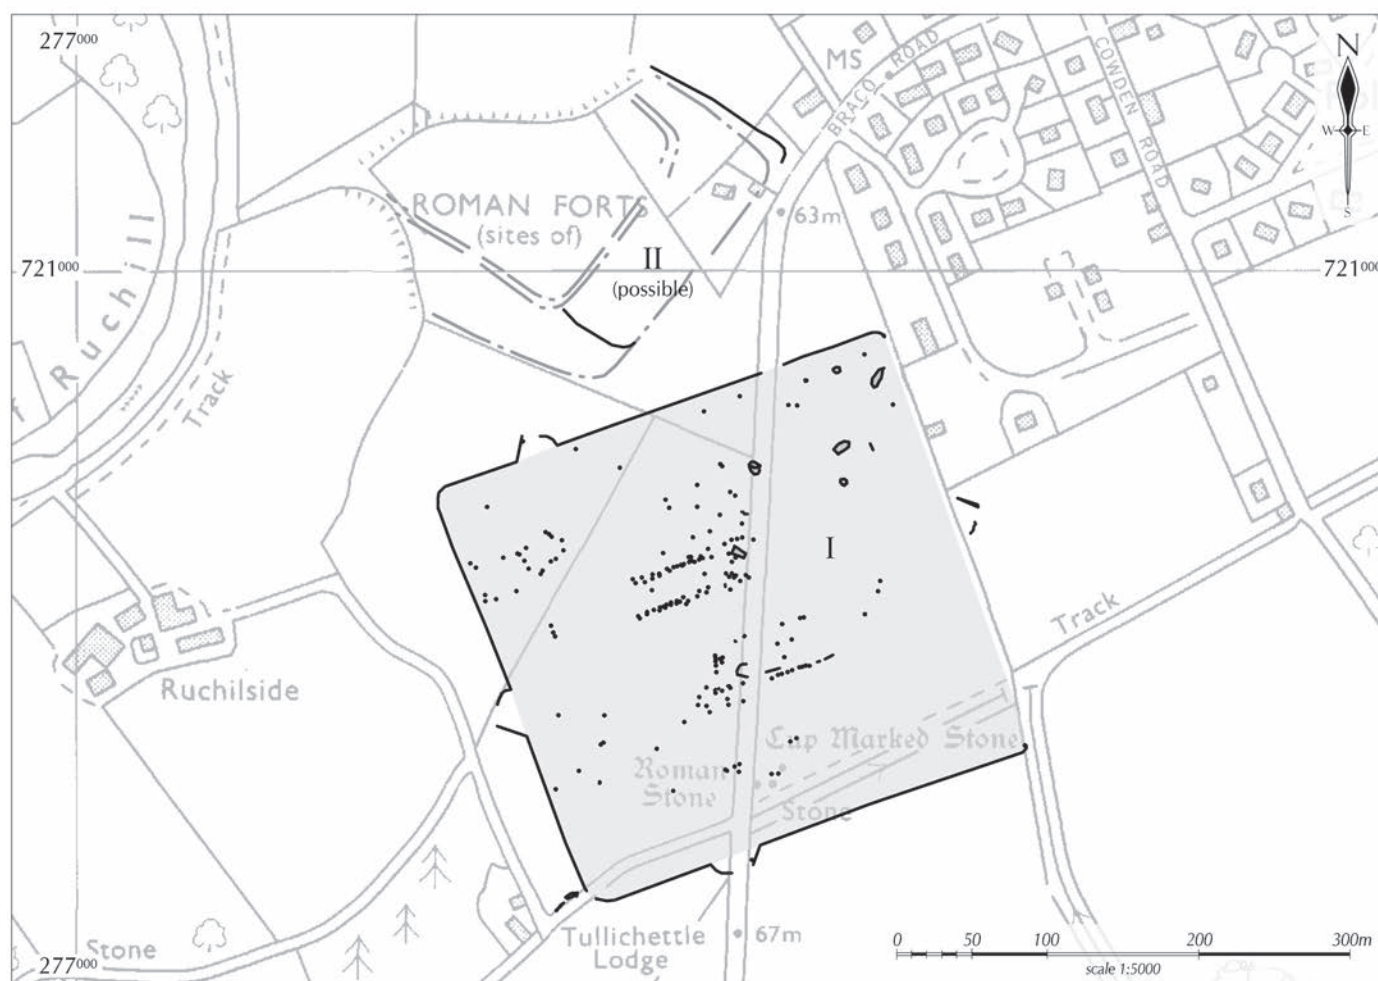 277000
MS
BRACO ROAD
COWDEN ROAD
N
W E
S
ROMAN FORTS
(sites of)
II
(possible)
63m
721000
721000
Ruchill
Track
I
Track
Ruchilside
Cup Marked Stone
Roman
Stone
Stone
Tullichettle
Lodge
67m
Stone
277000
0 50 100 200 300m
scale 1:5000